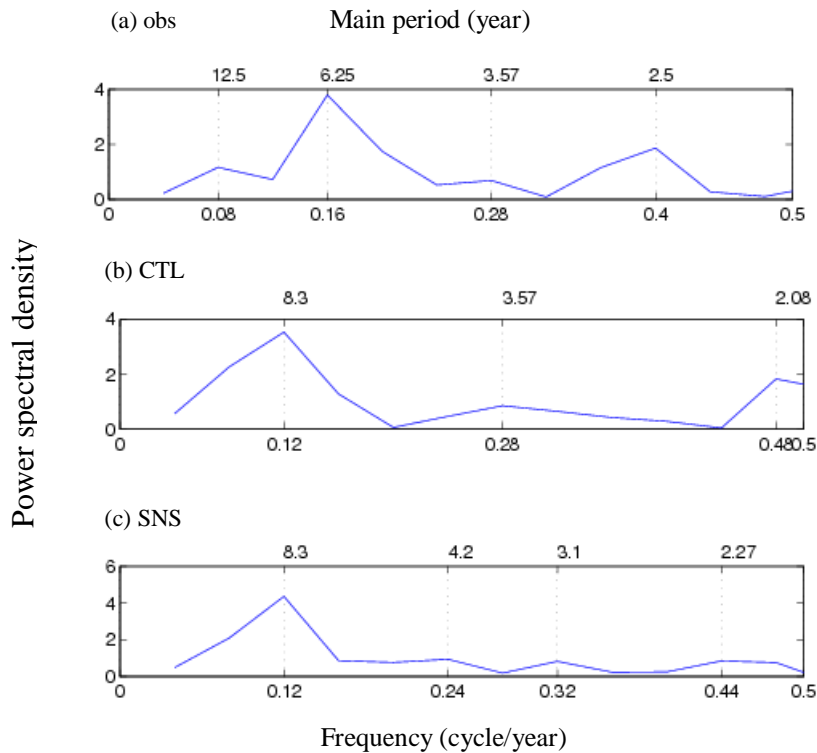 (a) obs Main period (year)
12.5 6.25 3.57 2.5
4
2
0
0 0.08 0.16 0.28 0.4 0.5
Power spectral density
(b) CTL
8.3 3.57 2.08
4
2
0
0 0.12 0.28 0.48 0.5
(c) SNS
8.3 4.2 3.1 2.27
6
4
2
0
0 0.12 0.24 0.32 0.44 0.5
Frequency (cycle/year)